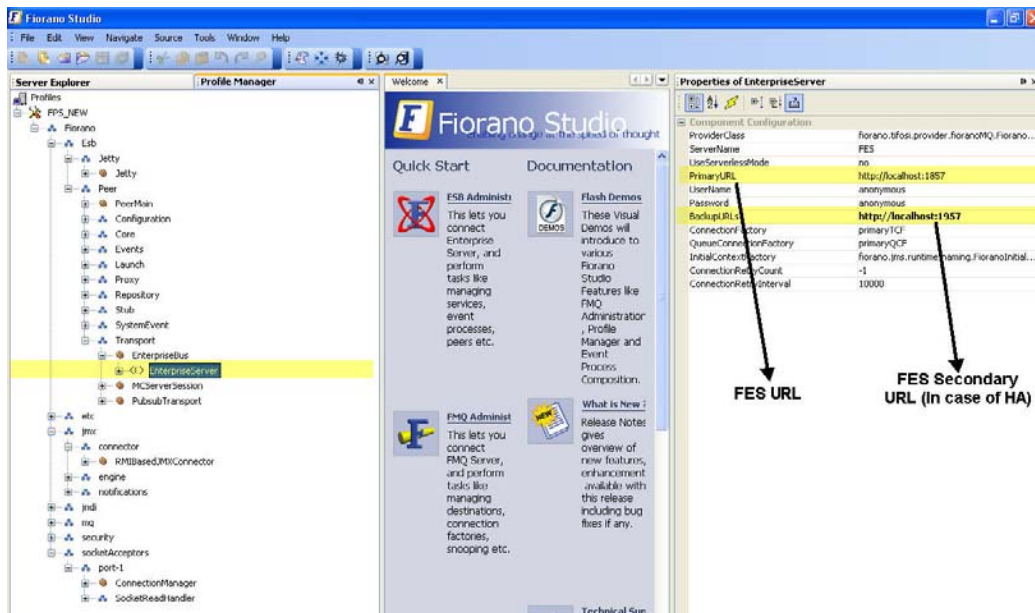 Fiorano Studio
File Edit View Navigate Source Tools Window Help
Server Explorer
Profile Manager
Profiles
FPS_NEW
Fiorano
Esb
Jetty
Jetty
Peer
PeerMain
Configuration
Core
Events
Launch
Proxy
Repository
Stub
SystemEvent
Transport
EnterpriseBus
EnterpriseServer
MCServerSession
PubsubTransport
etc
jmx
connector
RMIBasedJMXConnector
engine
notifications
jndi
mq
security
socketAcceptors
port-1
ConnectionManager
SocketReadHandler
Welcome
Fiorano Studio
enabling change at the speed of thought
Quick Start
ESB Administ
This lets you
connect
Enterprise
Server, and
perform
tasks like
managing
services,
event
processes,
peers etc.
FMQ Administ
This lets you
connect
FMQ Server,
and perform
tasks like
managing
destinations,
connection
factories,
snooping etc.
Documentation
DEMOS
Flash Demos
These Visual
Demos will
introduce to
various
Fiorano
Studio
Features like
FMQ
Administration
, Profile
Manager and
Event
Process
Composition.
NEW
What is New
Release Notes
gives
overview of
new features,
enhancement
available with
this release
including bug
fixes if any.
Technical Sup
Properties of EnterpriseServer
Component Configuration
ProviderClass fiorano.tifosi.provider.fioranoMQ.Fiorano...
ServerName FES
UseServerlessMode no
PrimaryURL http://localhost:1857
UserName anonymous
Password anonymous
BackupURLs http://localhost:1957
ConnectionFactory primaryTCF
QueueConnectionFactory primaryQCF
InitialContextFactory fiorano.jms.runtime.naming.FioranoInitial...
ConnectionRetryCount -1
ConnectionRetryInterval 10000
FES URL
FES Secondary
URL (In case of HA)